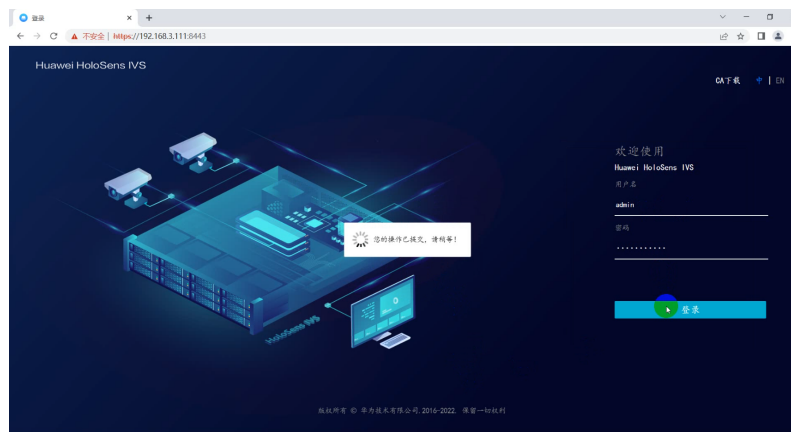 登录
不安全 | https://192.168.3.111:8443
Huawei HoloSens IVS
CA下载 中 | EN
欢迎使用
Huawei HoloSens IVS
用户名
admin
密码
...........
您的操作已提交，请稍等！
登录
HoloSens IVS
版权所有 © 华为技术有限公司 2016-2022. 保留一切权利